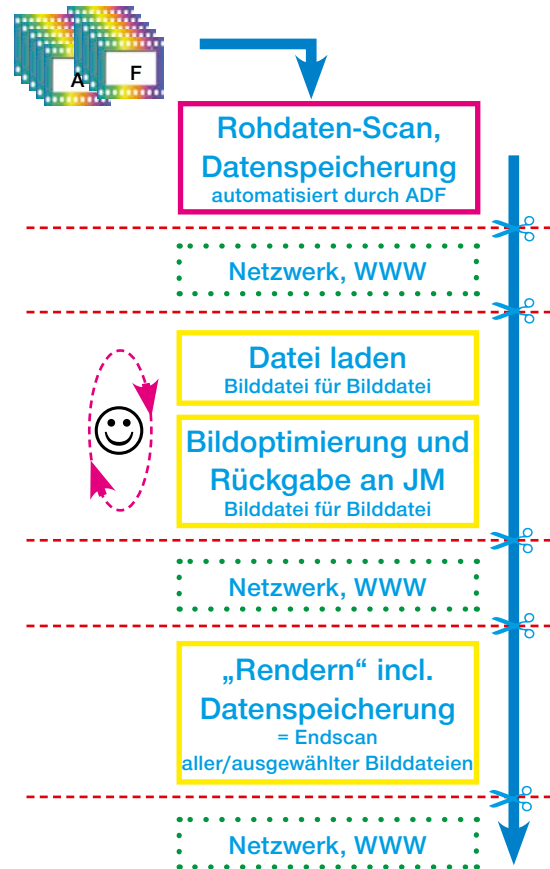 A
F
Rohdaten-Scan,
Datenspeicherung
automatisiert durch ADF
Netzwerk, WWW
Datei laden
Bilddatei für Bilddatei
Bildoptimierung und
Rückgabe an JM
Bilddatei für Bilddatei
Netzwerk, WWW
„Rendern“ incl.
Datenspeicherung
= Endscan
aller/ausgewählter Bilddateien
Netzwerk, WWW